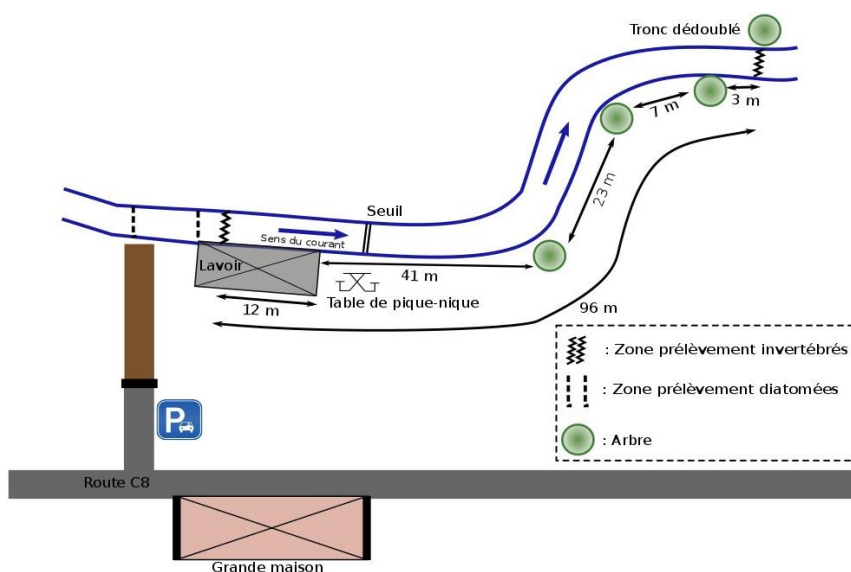 Tronc dédoublé
7 m
3 m
23 m
Seuil
Sens du courant
Lavoir
41 m
12 m
Table de pique-nique
96 m
: Zone prélèvement invertébrés
: Zone prélèvement diatomées
: Arbre
P
Route C8
Grande maison